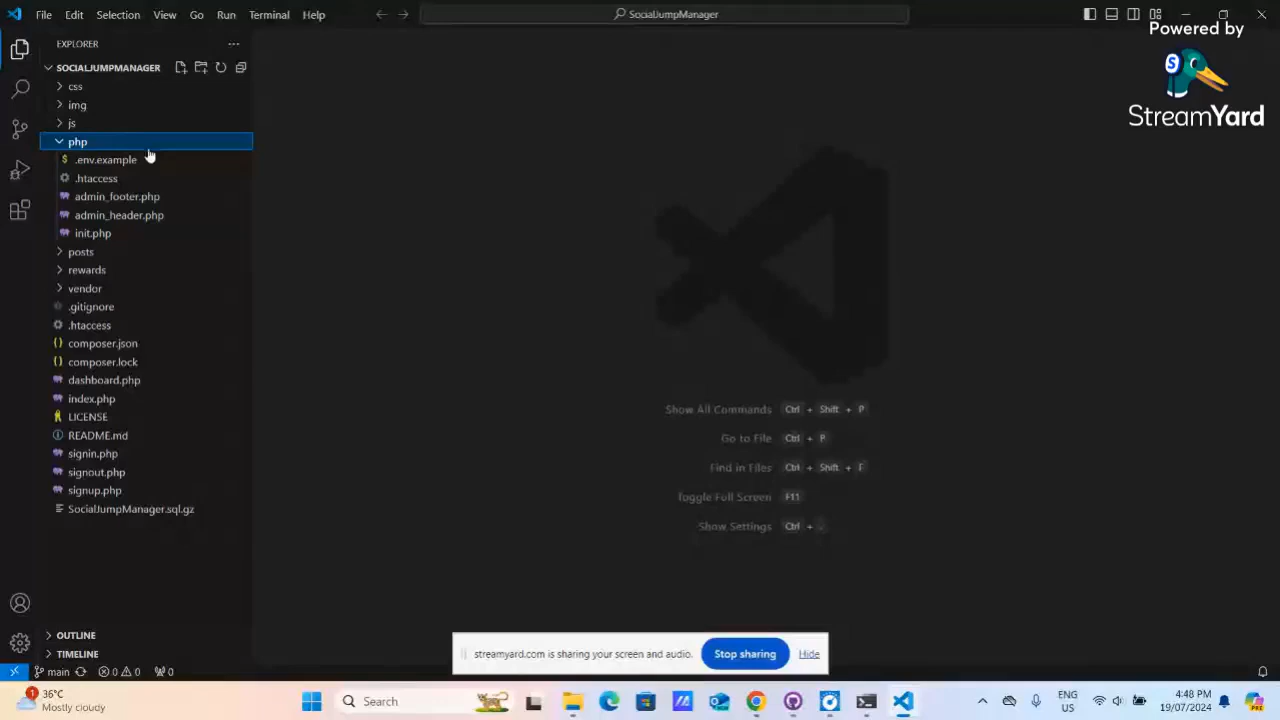 File Edit Selection View Go Run Terminal Help
SocialJumpManager
Powered by
StreamYard
EXPLORER
SOCIALJUMPMANAGER
css
img
js
php
.env.example
.htaccess
admin_footer.php
admin_header.php
init.php
posts
rewards
vendor
.gitignore
.htaccess
composer.json
composer.lock
dashboard.php
index.php
LICENSE
README.md
signin.php
signout.php
signup.php
SocialJumpManager.sql.gz
Show All Commands Ctrl + Shift + P
Go to File Ctrl + P
Find in Files Ctrl + Shift + F
Toggle Full Screen F11
Show Settings Ctrl +
OUTLINE
TIMELINE
streamyard.com is sharing your screen and audio. Stop sharing Hide
main 0 0 0
1
36°C
Mostly cloudy
Search
ENG
US
4:48 PM
19/07/2024